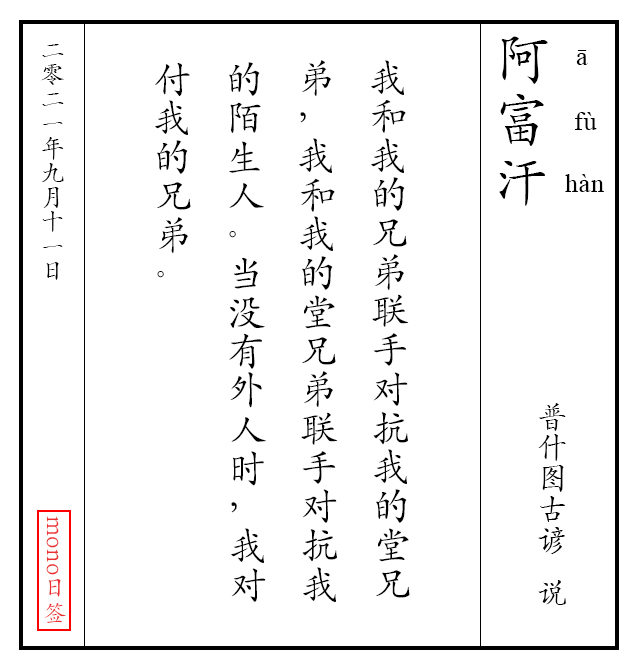 阿富汗
ā
fù
hàn
普什图古谚 说
我和我的兄弟联手对抗我的堂兄
弟，我和我的堂兄弟联手对抗我
的陌生人。当没有外人时，我对
付我的兄弟。
二零二一年九月十一日
mono日签